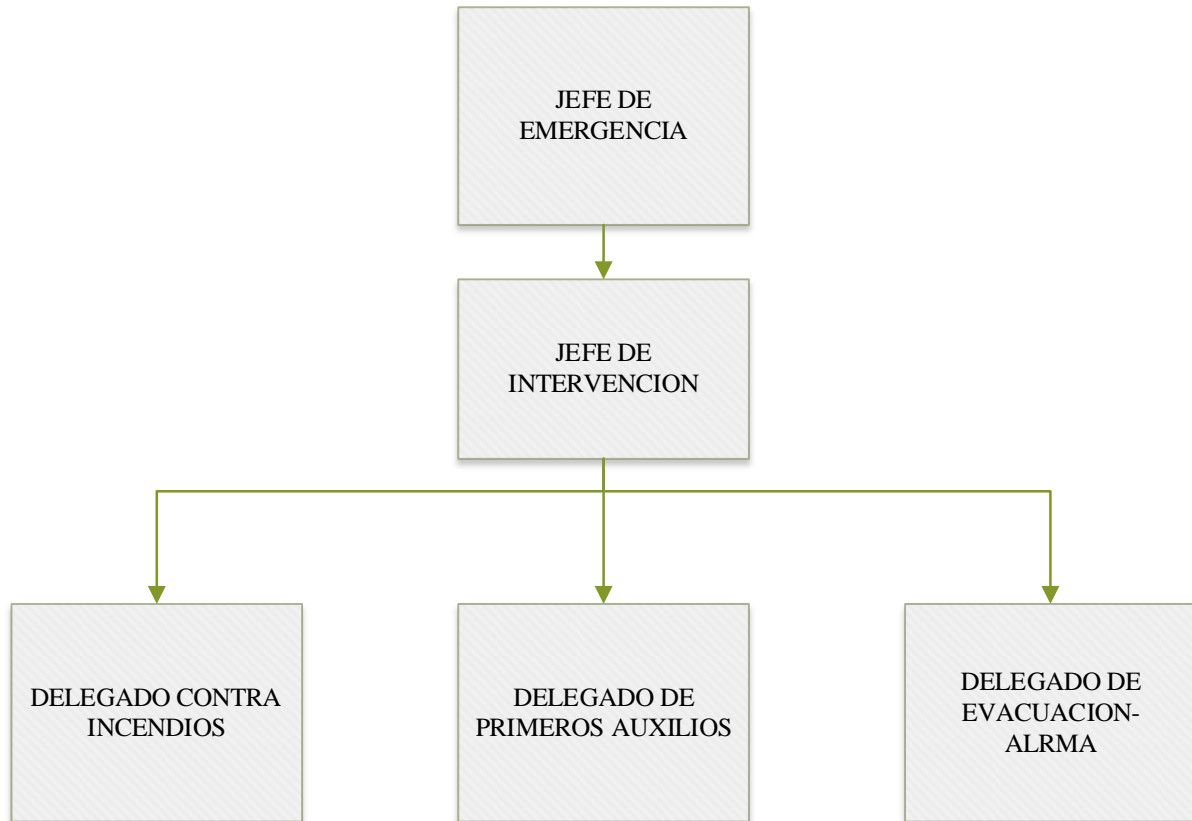 JEFE DE
EMERGENCIA
JEFE DE
INTERVENCION
DELEGADO CONTRA
INCENDIOS
DELEGADO DE
PRIMEROS AUXILIOS
DELEGADO DE
EVACUACION-
ALRMA